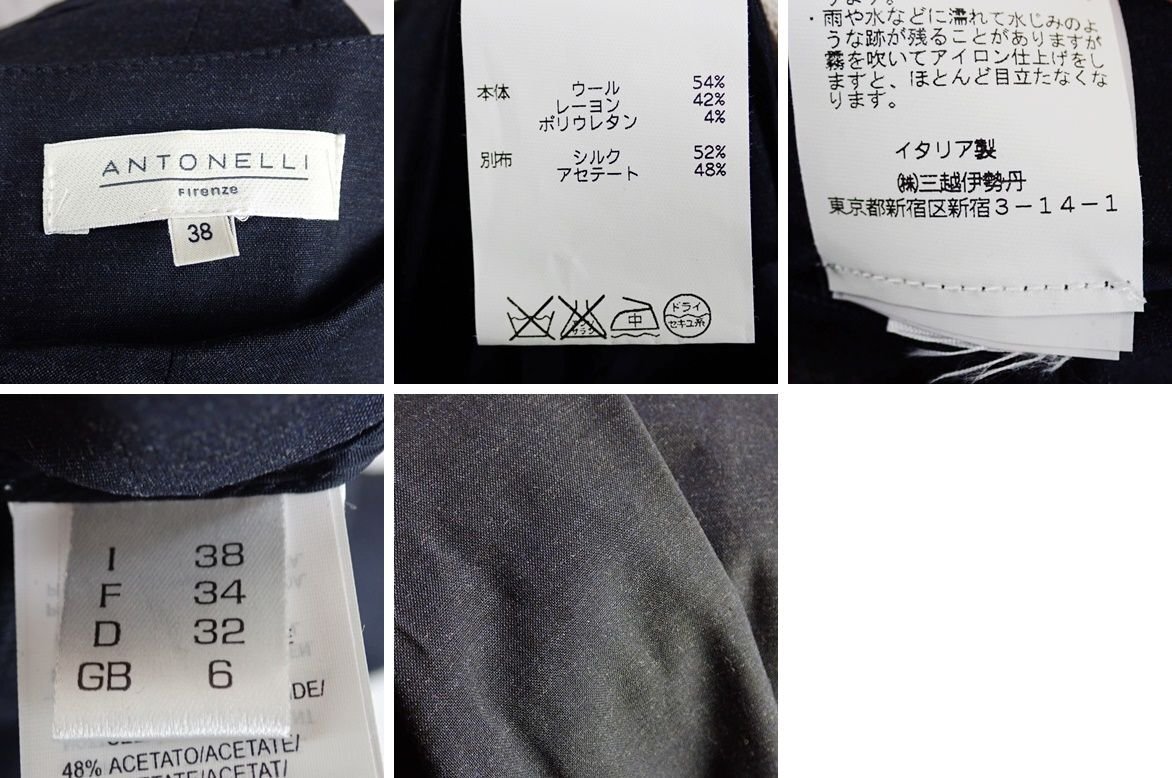 ANTONELLI
Firenze
38
本体 ウール 54%
レーヨン 42%
ポリウレタン 4%
別布 シルク 52%
アセテート 48%
中
ドライ
セキユ系
・雨や水などに濡れて水じみのよ
うな跡が残ることがありますが
霧を吹いてアイロン仕上げをし
ますと、ほとんど目立たなくな
ります。
イタリア製
㈱三越伊勢丹
東京都新宿区新宿3－14－1
I 38
F 34
D 32
GB 6
DE/
48% ACETATO/ACETATE/